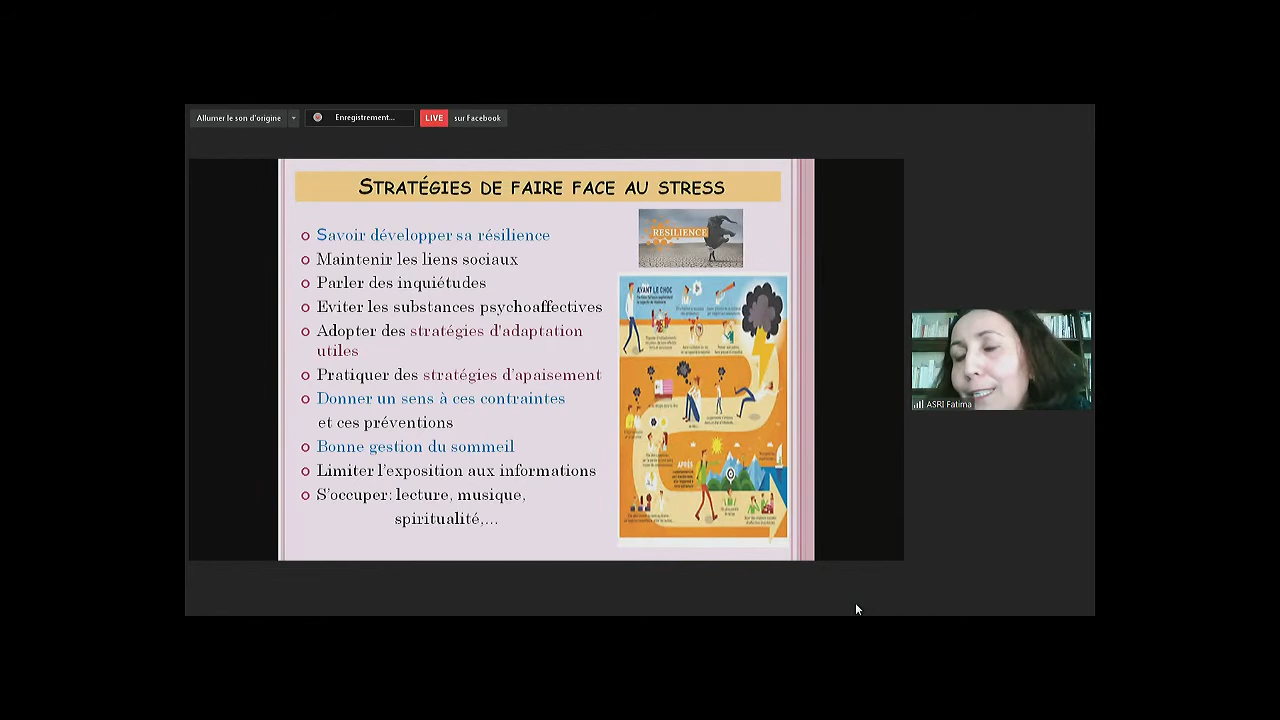 Allumer le son d'origine
Enregistrement...
LIVE sur Facebook
STRATÉGIES DE FAIRE FACE AU STRESS
Savoir développer sa résilience
Maintenir les liens sociaux
Parler des inquiétudes
Eviter les substances psychoaffectives
Adopter des stratégies d'adaptation
utiles
Pratiquer des stratégies d'apaisement
Donner un sens à ces contraintes
et ces préventions
Bonne gestion du sommeil
Limiter l'exposition aux informations
S'occuper: lecture, musique,
spiritualité,...
RESILIENCE
AVANT LE CHOC
APRÈS
ASRI Fatima